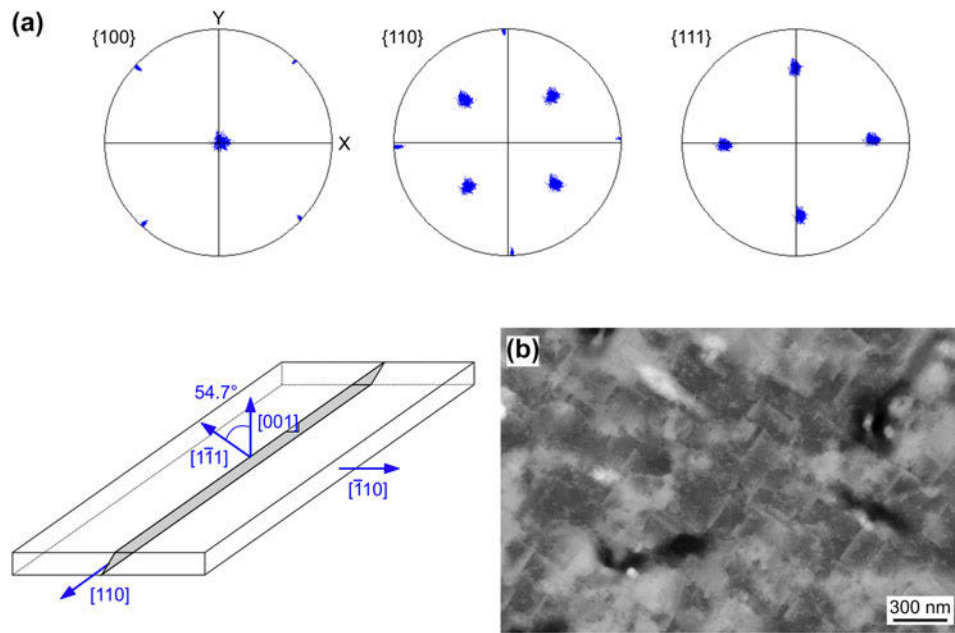 (a)
Y
{100}
{110}
{111}
X
(b)
54.7°
[001]
[11̅1]
[1̅10]
[110]
300 nm